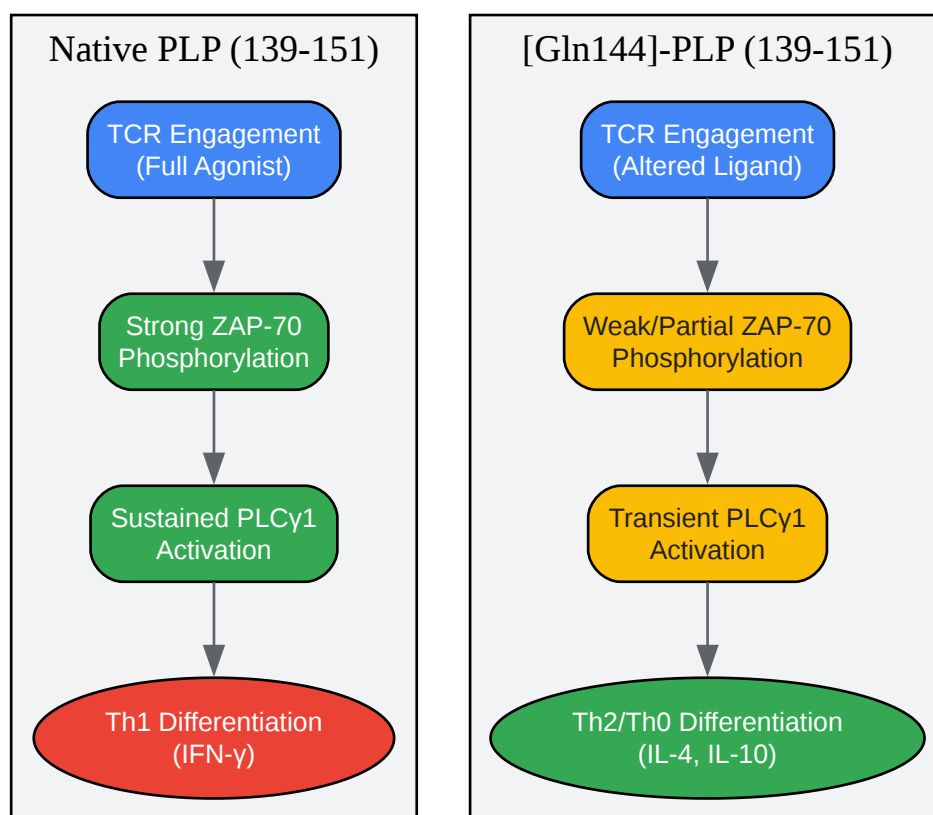 Native PLP (139-151)
TCR Engagement
(Full Agonist)
Strong ZAP-70
Phosphorylation
Sustained PLCγ1
Activation
Th1 Differentiation
(IFN-γ)
[Gln144]-PLP (139-151)
TCR Engagement
(Altered Ligand)
Weak/Partial ZAP-70
Phosphorylation
Transient PLCγ1
Activation
Th2/Th0 Differentiation
(IL-4, IL-10)